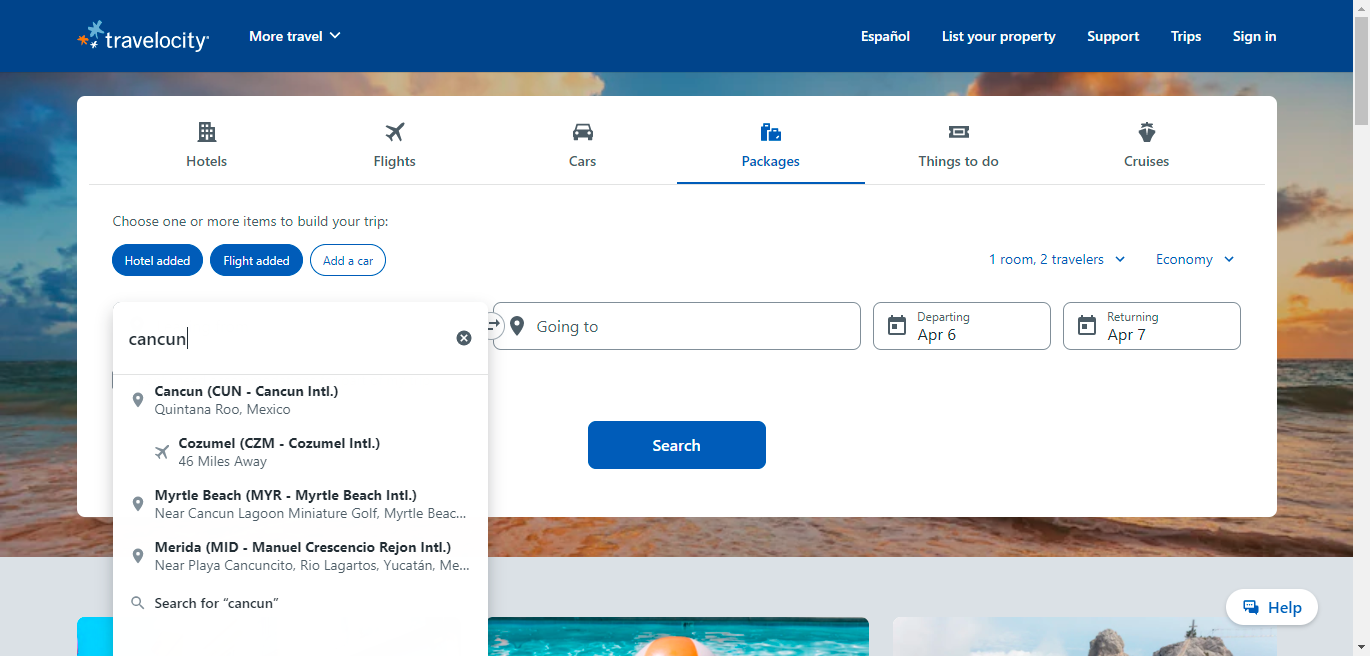 travelocity
More travel
Español
List your property
Support
Trips
Sign in
Hotels
Flights
Cars
Packages
Things to do
Cruises
Choose one or more items to build your trip:
Hotel added
Flight added
Add a car
1 room, 2 travelers
Economy
cancun
Going to
Departing
Apr 6
Returning
Apr 7
Cancun (CUN - Cancun Intl.)
Quintana Roo, Mexico
Cozumel (CZM - Cozumel Intl.)
46 Miles Away
Myrtle Beach (MYR - Myrtle Beach Intl.)
Near Cancun Lagoon Miniature Golf, Myrtle Beac...
Merida (MID - Manuel Crescencio Rejon Intl.)
Near Playa Cancuncito, Rio Lagartos, Yucatán, Me...
Search for “cancun”
Search
Help